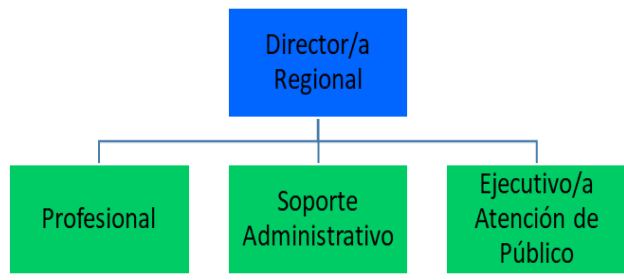 Director/a
Regional
Profesional
Soporte
Administrativo
Ejecutivo/a
Atención de
Público